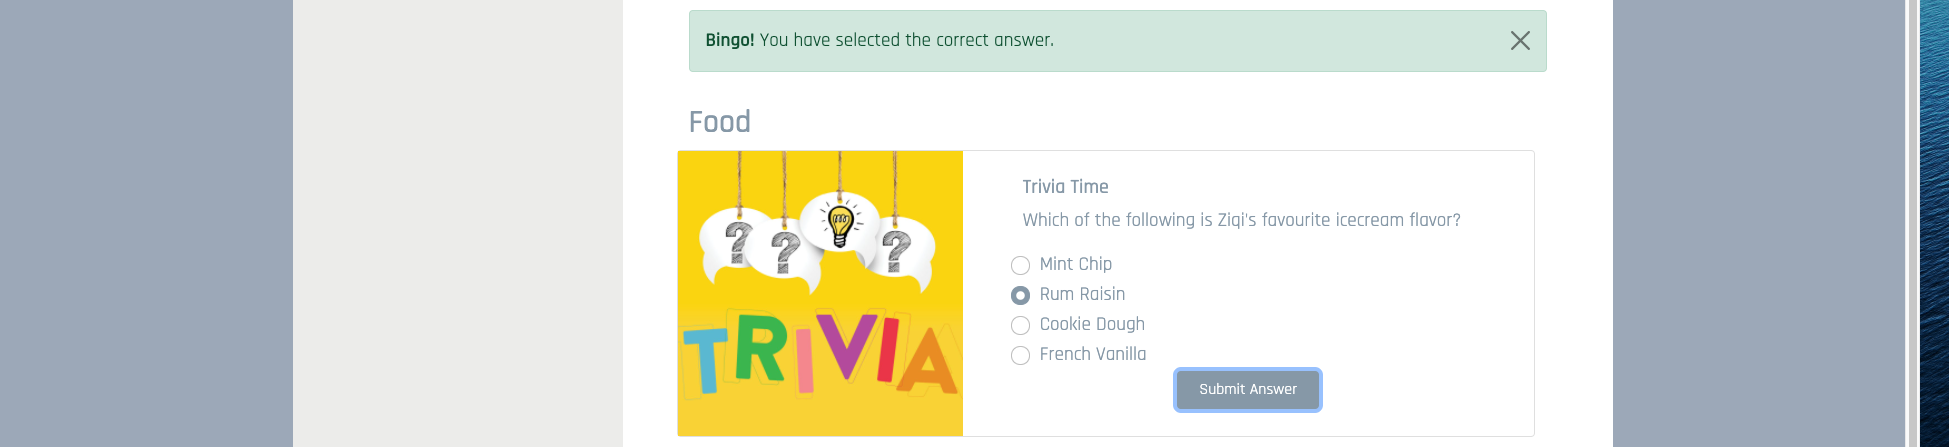 Bingo! You have selected the correct answer.
Food
? ? ?
TRIVIA
Trivia Time
Which of the following is Ziqi's favourite icecream flavor?
Mint Chip
Rum Raisin
Cookie Dough
French Vanilla
Submit Answer